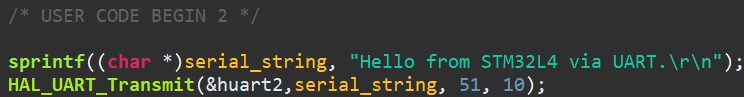 /* USER CODE BEGIN 2 */
sprintf((char *)serial_string, "Hello from STM32L4 via UART.\r\n");
HAL_UART_Transmit(&huart2,serial_string, 51, 10);